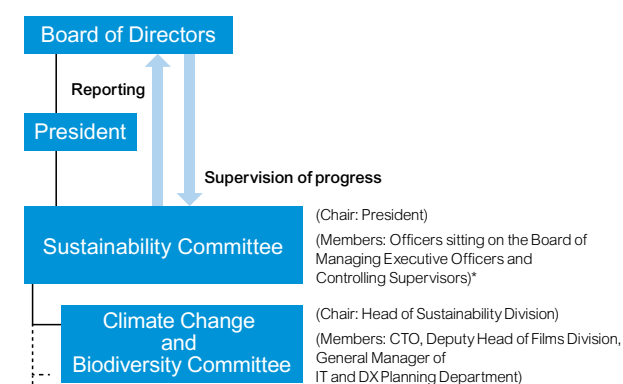 Board of Directors
Reporting
President
Supervision of progress
Sustainability Committee
(Chair: President)
(Members: Officers sitting on the Board of
Managing Executive Officers and
Controlling Supervisors)*
Climate Change
and
Biodiversity Committee
(Chair: Head of Sustainability Division)
(Members: CTO, Deputy Head of Films Division,
General Manager of
IT and DX Planning Department)